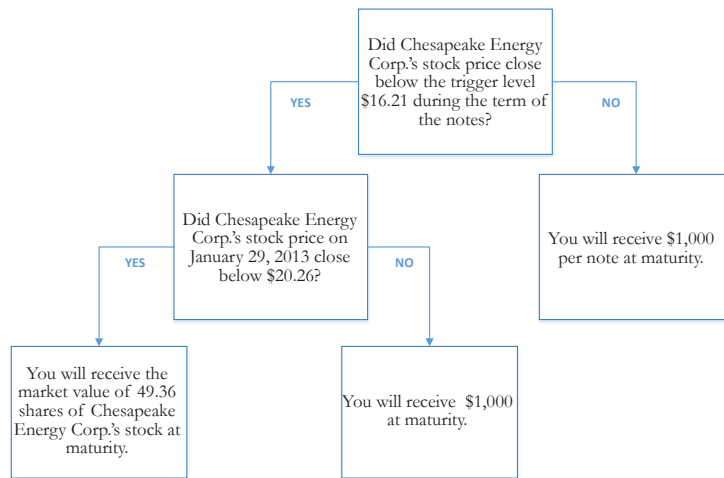 Did Chesapeake Energy
Corp.'s stock price close
below the trigger level
$16.21 during the term of
the notes?
YES
NO
Did Chesapeake Energy
Corp.'s stock price on
January 29, 2013 close
below $20.26?
You will receive $1,000
per note at maturity.
YES
NO
You will receive the
market value of 49.36
shares of Chesapeake
Energy Corp.'s stock at
maturity.
You will receive $1,000
at maturity.